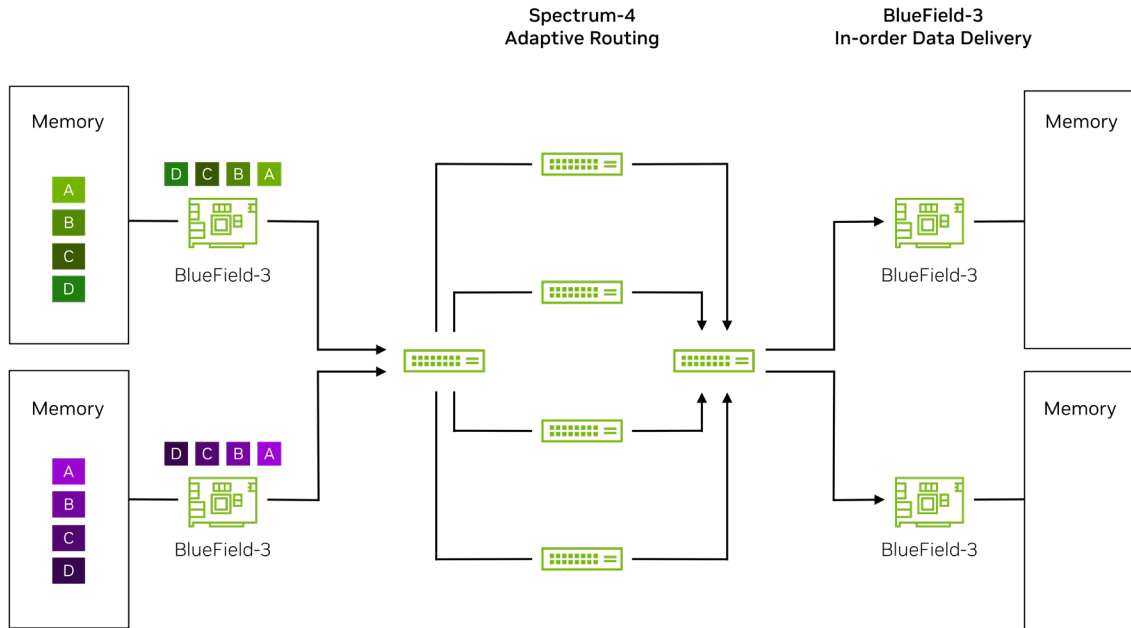 Spectrum-4
Adaptive Routing
BlueField-3
In-order Data Delivery
Memory
A
B
C
D
D C B A
BlueField-3
BlueField-3
Memory
Memory
A
B
C
D
D C B A
BlueField-3
BlueField-3
Memory